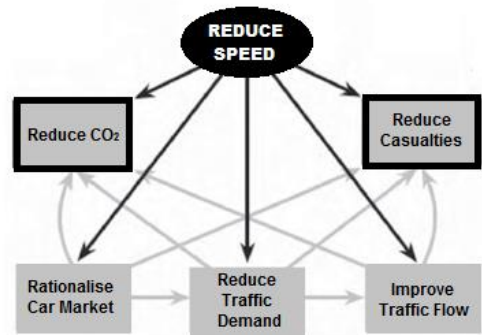 REDUCE
SPEED
Reduce CO₂
Reduce
Casualties
Rationalise
Car Market
Reduce
Traffic
Demand
Improve
Traffic Flow